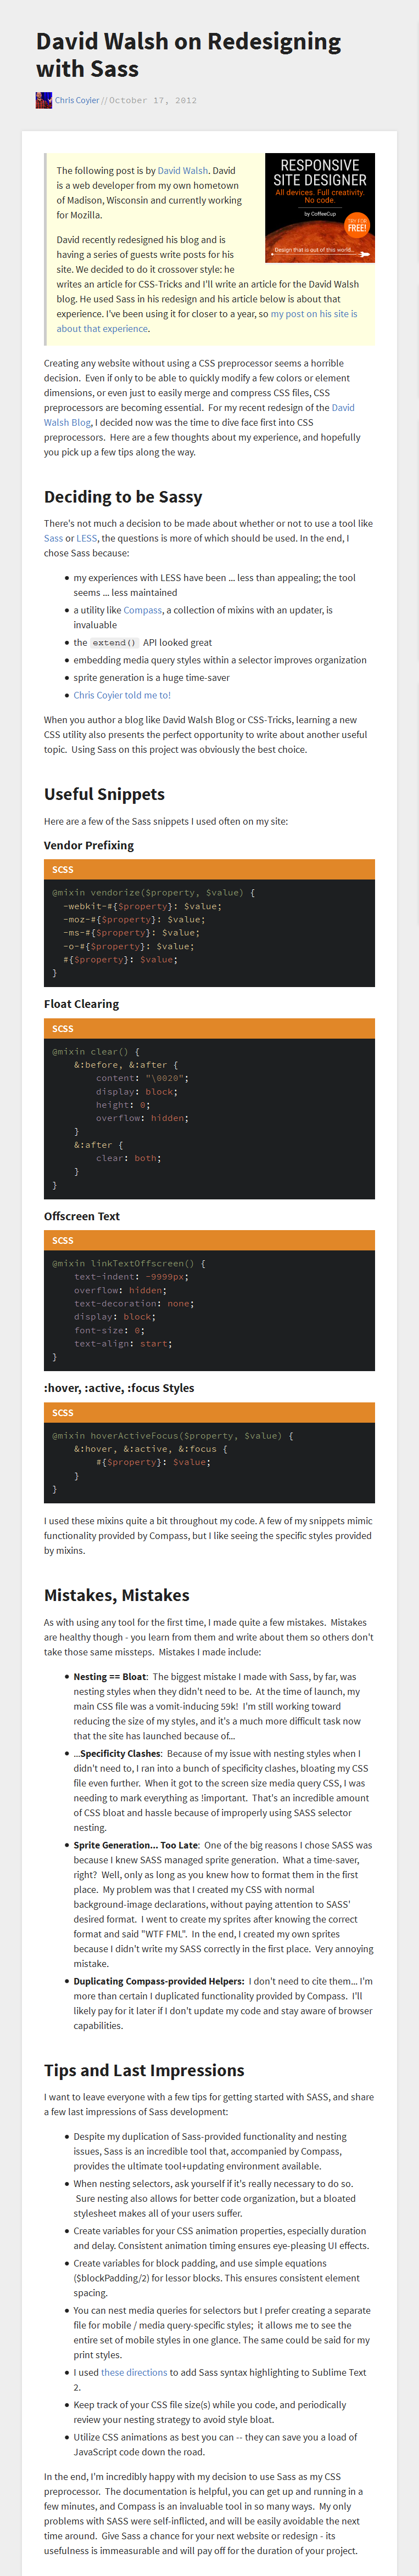 David Walsh on Redesigning
with Sass
Chris Coyier // October 17, 2012
RESPONSIVE
SITE DESIGNER
All devices. Full creativity.
No code.
by CoffeeCup
TRY FOR
FREE!
Design that is out of this world...
The following post is by David Walsh. David
is a web developer from my own hometown
of Madison, Wisconsin and currently working
for Mozilla.
David recently redesigned his blog and is
having a series of guests write posts for his
site. We decided to do it crossover style: he
writes an article for CSS-Tricks and I'll write an article for the David Walsh
blog. He used Sass in his redesign and his article below is about that
experience. I've been using it for closer to a year, so my post on his site is
about that experience.
Creating any website without using a CSS preprocessor seems a horrible
decision.  Even if only to be able to quickly modify a few colors or element
dimensions, or even just to easily merge and compress CSS files, CSS
preprocessors are becoming essential.  For my recent redesign of the David
Walsh Blog, I decided now was the time to dive face first into CSS
preprocessors.  Here are a few thoughts about my experience, and hopefully
you pick up a few tips along the way.
Deciding to be Sassy
There's not much a decision to be made about whether or not to use a tool like
Sass or LESS, the questions is more of which should be used. In the end, I
chose Sass because:
my experiences with LESS have been ... less than appealing; the tool
seems ... less maintained
a utility like Compass, a collection of mixins with an updater, is
invaluable
the extend() API looked great
embedding media query styles within a selector improves organization
sprite generation is a huge time-saver
Chris Coyier told me to!
When you author a blog like David Walsh Blog or CSS-Tricks, learning a new
CSS utility also presents the perfect opportunity to write about another useful
topic.  Using Sass on this project was obviously the best choice.
Useful Snippets
Here are a few of the Sass snippets I used often on my site:
Vendor Prefixing
SCSS
@mixin vendorize($property, $value) {
-webkit-#{$property}: $value;
-moz-#{$property}: $value;
-ms-#{$property}: $value;
-o-#{$property}: $value;
#{$property}: $value;
}
Float Clearing
SCSS
@mixin clear() {
&:before, &:after {
content: "\0020";
display: block;
height: 0;
overflow: hidden;
}
&:after {
clear: both;
}
}
Offscreen Text
SCSS
@mixin linkTextOffscreen() {
text-indent: -9999px;
overflow: hidden;
text-decoration: none;
display: block;
font-size: 0;
text-align: start;
}
:hover, :active, :focus Styles
SCSS
@mixin hoverActiveFocus($property, $value) {
&:hover, &:active, &:focus {
#{$property}: $value;
}
}
I used these mixins quite a bit throughout my code. A few of my snippets mimic
functionality provided by Compass, but I like seeing the specific styles provided
by mixins.
Mistakes, Mistakes
As with using any tool for the first time, I made quite a few mistakes.  Mistakes
are healthy though - you learn from them and write about them so others don't
take those same missteps.  Mistakes I made include:
Nesting == Bloat:  The biggest mistake I made with Sass, by far, was
nesting styles when they didn't need to be.  At the time of launch, my
main CSS file was a vomit-inducing 59k!  I'm still working toward
reducing the size of my styles, and it's a much more difficult task now
that the site has launched because of...
...Specificity Clashes:  Because of my issue with nesting styles when I
didn't need to, I ran into a bunch of specificity clashes, bloating my CSS
file even further.  When it got to the screen size media query CSS, I was
needing to mark everything as !important.  That's an incredible amount
of CSS bloat and hassle because of improperly using SASS selector
nesting.
Sprite Generation... Too Late:  One of the big reasons I chose SASS was
because I knew SASS managed sprite generation.  What a time-saver,
right?  Well, only as long as you knew how to format them in the first
place.  My problem was that I created my CSS with normal
background-image declarations, without paying attention to SASS'
desired format.  I went to create my sprites after knowing the correct
format and said "WTF FML".  In the end, I created my own sprites
because I didn't write my SASS correctly in the first place.  Very annoying
mistake.
Duplicating Compass-provided Helpers:  I don't need to cite them... I'm
more than certain I duplicated functionality provided by Compass.  I'll
likely pay for it later if I don't update my code and stay aware of browser
capabilities.
Tips and Last Impressions
I want to leave everyone with a few tips for getting started with SASS, and share
a few last impressions of Sass development:
Despite my duplication of Sass-provided functionality and nesting
issues, Sass is an incredible tool that, accompanied by Compass,
provides the ultimate tool+updating environment available.
When nesting selectors, ask yourself if it's really necessary to do so.
Sure nesting also allows for better code organization, but a bloated
stylesheet makes all of your users suffer.
Create variables for your CSS animation properties, especially duration
and delay. Consistent animation timing ensures eye-pleasing UI effects.
Create variables for block padding, and use simple equations
($blockPadding/2) for lessor blocks. This ensures consistent element
spacing.
You can nest media queries for selectors but I prefer creating a separate
file for mobile / media query-specific styles;  it allows me to see the
entire set of mobile styles in one glance. The same could be said for my
print styles.
I used these directions to add Sass syntax highlighting to Sublime Text
2.
Keep track of your CSS file size(s) while you code, and periodically
review your nesting strategy to avoid style bloat.
Utilize CSS animations as best you can -- they can save you a load of
JavaScript code down the road.
In the end, I'm incredibly happy with my decision to use Sass as my CSS
preprocessor.  The documentation is helpful, you can get up and running in a
few minutes, and Compass is an invaluable tool in so many ways.  My only
problems with SASS were self-inflicted, and will be easily avoidable the next
time around.  Give Sass a chance for your next website or redesign - its
usefulness is immeasurable and will pay off for the duration of your project.